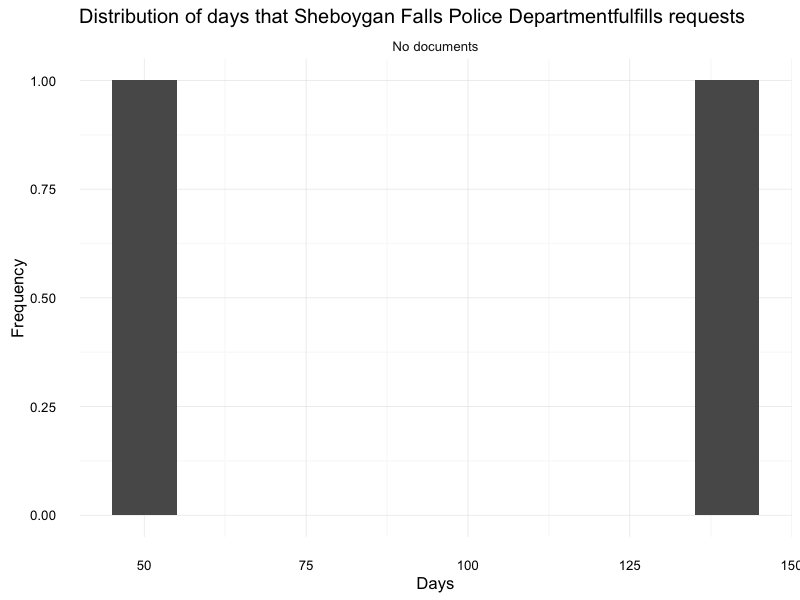 Distribution of days that Sheboygan Falls Police Departmentfulfills requests
No documents
1.00
0.75
0.50
0.25
0.00
Frequency
50 75 100 125 150
Days